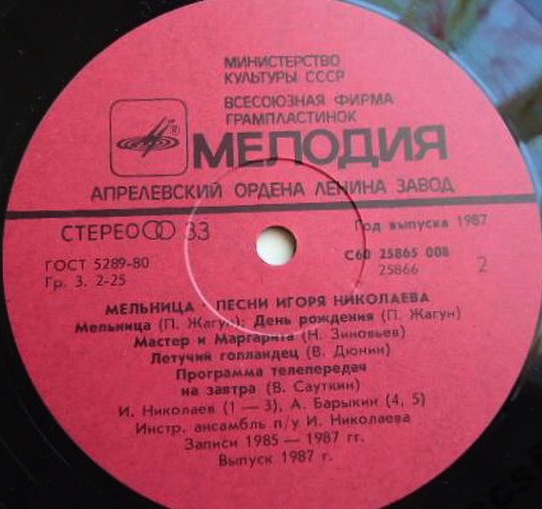 МИНИСТЕРСТВО
КУЛЬТУРЫ СССР
ВСЕСОЮЗНАЯ ФИРМА
ГРАМПЛАСТИНОК
МЕЛОДИЯ
®
АПРЕЛЕВСКИЙ ОРДЕНА ЛЕНИНА ЗАВОД
СТЕРЕО 33
Год выпуска 1987
ГОСТ 5289-80
Гр. 3. 2-25
С60 25865 008
25866
2
МЕЛЬНИЦА . ПЕСНИ ИГОРЯ НИКОЛАЕВА
Мельница (П. Жагун); День рождения (П. Жагун)
Мастер и Маргарита (Н. Зиновьев)
Летучий голландец (В. Дюнин)
Программа телепередач
на завтра (В. Сауткин)
И. Николаев (1 — 3), А. Барыкин (4, 5)
Инстр. ансамбль п/у И. Николаева
Записи 1985 — 1987 гг.
Выпуск 1987 г.